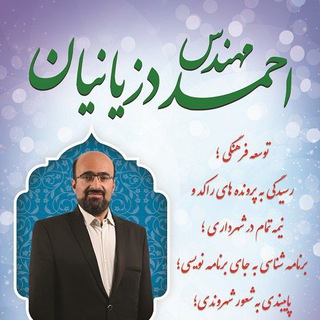 مهندس
احمد دزیانیان
توسعه فرهنگی ؛
رسیدگی به پرونده های راکد و
نیمه تمام در شهرداری ؛
برنامه شناسی به جای برنامه نویسی؛
پایبندی به شعور شهروندی؛